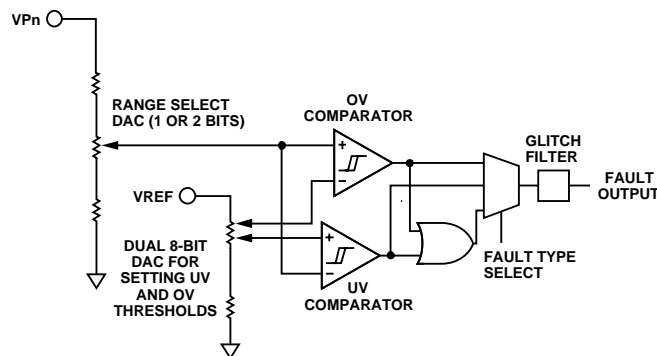 VPn
RANGE SELECT
DAC (1 OR 2 BITS)
OV
COMPARATOR
+
–
VREF
DUAL 8-BIT
DAC FOR
SETTING UV
AND OV
THRESHOLDS
+
–
UV
COMPARATOR
GLITCH
FILTER
FAULT
OUTPUT
FAULT TYPE
SELECT